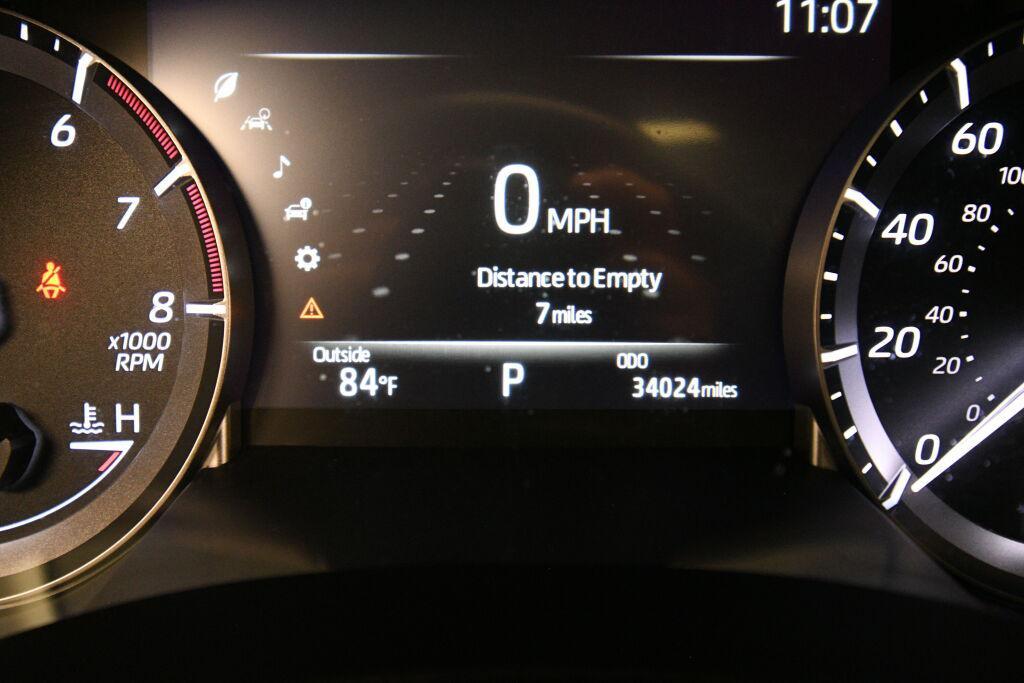 11:07
6
7
8
x1000
RPM
H
0 MPH
Distance to Empty
7 miles
Outside
84°F
P
ODO
34024 miles
60
40
20
0
100
80
60
40
20
0